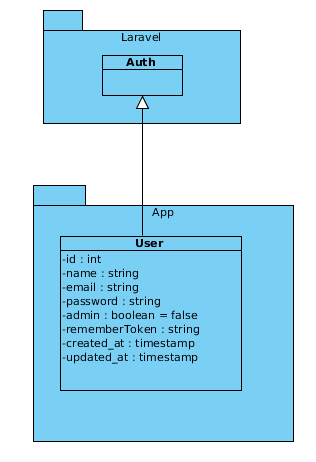 Laravel
Auth
App
User
-id : int
-name : string
-email : string
-password : string
-admin : boolean = false
-rememberToken : string
-created_at : timestamp
-updated_at : timestamp